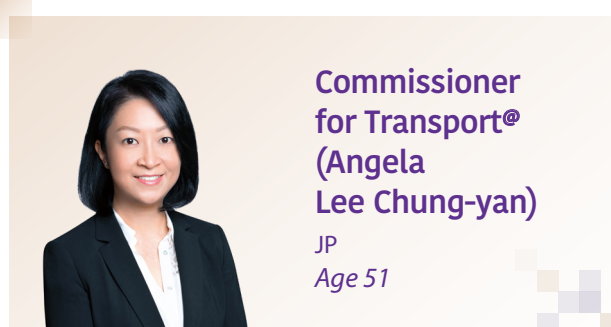 Commissioner
for Transport@
(Angela
Lee Chung-yan)
JP
Age 51